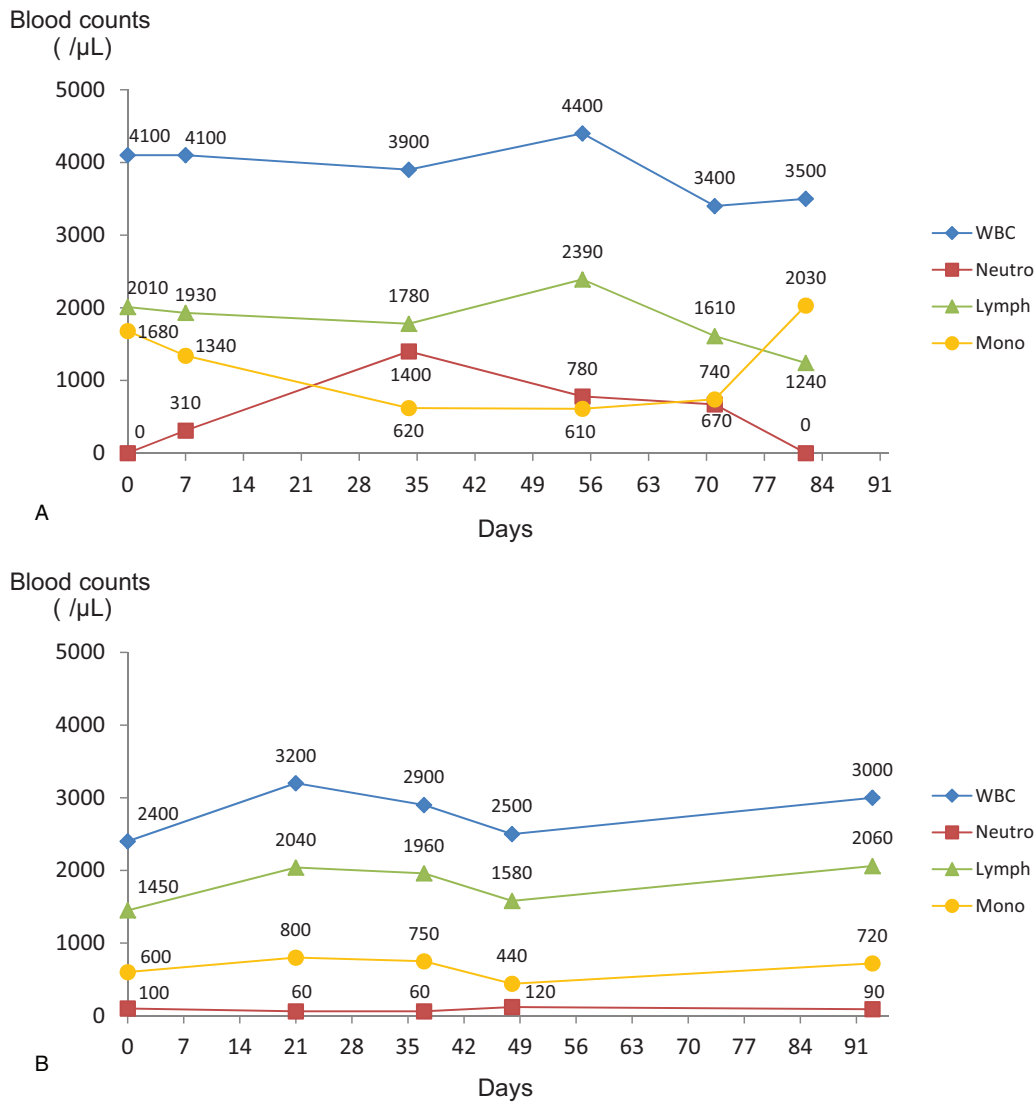 Blood counts
( /μL)
5000
4000
3000
2000
1000
0
4100 4100 3900 4400 3400 3500
2010 1930 1780 2390 1610 2030
1680 1340 620 610 740 1240
0 310 1400 780 670 0
WBC
Neutro
Lymph
Mono
0 7 14 21 28 35 42 49 56 63 70 77 84 91
Days
A
Blood counts
( /μL)
5000
4000
3000
2000
1000
0
2400 3200 2900 2500 3000
1450 2040 1960 1580 2060
600 800 750 440 720
100 60 60 120 90
WBC
Neutro
Lymph
Mono
0 7 14 21 28 35 42 49 56 63 70 77 84 91
Days
B